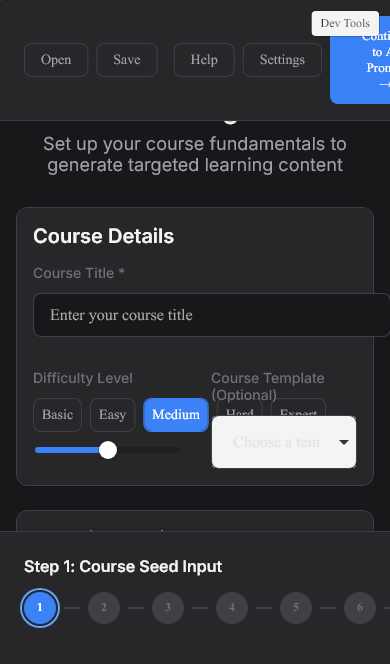 Dev Tools
Open
Save
Help
Settings
to A
Set up your course fundamentals to
generate targeted learning content
Course Details
Course Title *
Enter your course title
Difficulty Level
Course Template
(Optional)
Basic
Easy
Medium
Hard
Expert
Choose a tem
Step 1: Course Seed Input
1
2
3
4
5
6